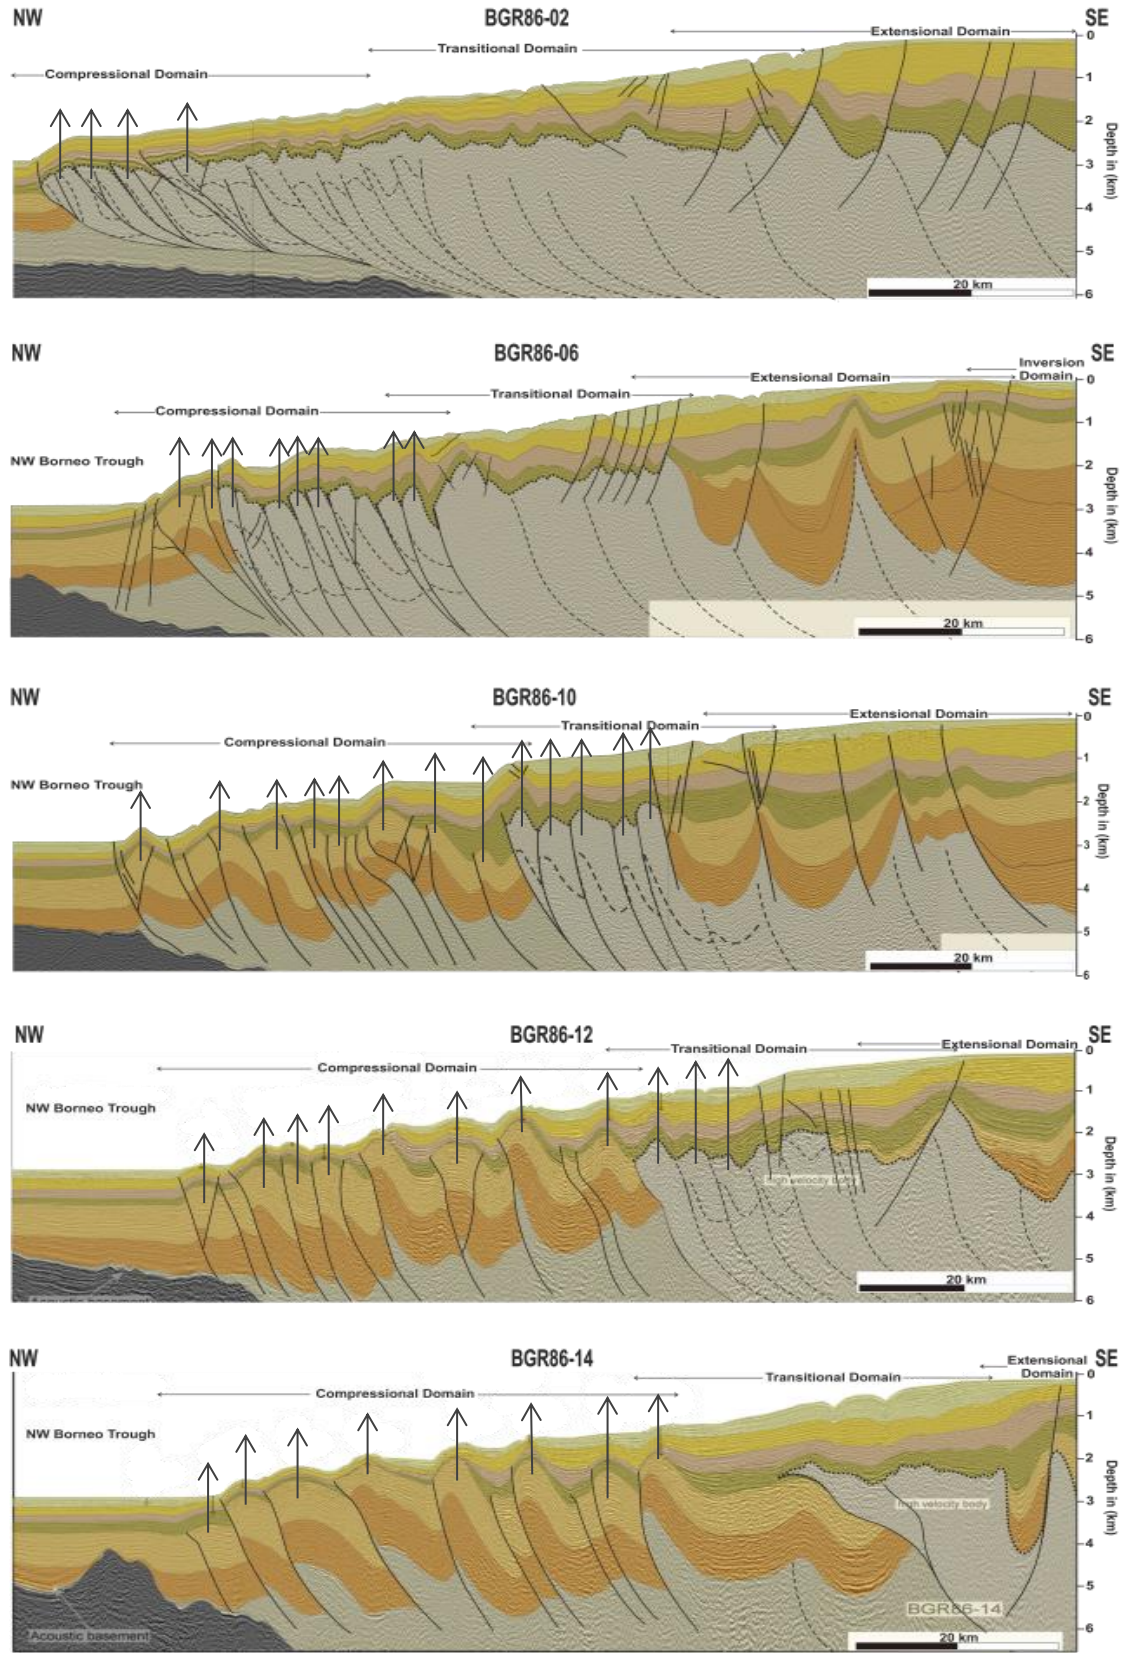 NW BGR86-02 SE
Extensional Domain
Transitional Domain
Compressional Domain
0
1
2
3
4
5
6
Depth in (km)
20 km
NW BGR86-06 SE
Inversion
Domain
Extensional Domain
Transitional Domain
Compressional Domain
NW Borneo Trough
0
1
2
3
4
5
6
Depth in (km)
20 km
NW BGR86-10 SE
Extensional Domain
Transitional Domain
Compressional Domain
NW Borneo Trough
0
1
2
3
4
5
6
Depth in (km)
20 km
NW BGR86-12 SE
Extensional Domain
Transitional Domain
Compressional Domain
NW Borneo Trough
0
1
2
3
4
5
6
Depth in (km)
high velocity body
Acoustic basement
20 km
NW BGR86-14 SE
Extensional
Domain
Transitional Domain
Compressional Domain
NW Borneo Trough
0
1
2
3
4
5
6
Depth in (km)
high velocity body
BGR86-14
Acoustic basement
20 km